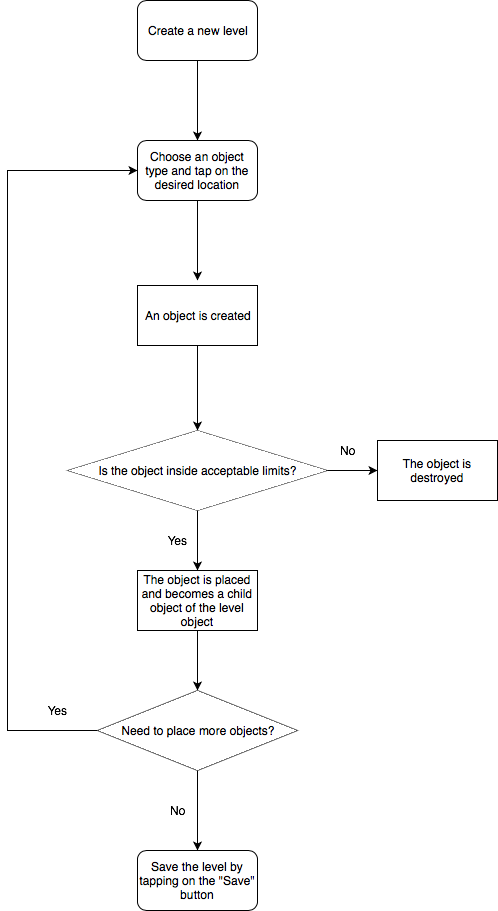 Create a new level
Choose an object
type and tap on the
desired location
An object is created
Is the object inside acceptable limits?
No
The object is
destroyed
Yes
The object is placed
and becomes a child
object of the level
object
Need to place more objects?
Yes
No
Save the level by
tapping on the "Save"
button